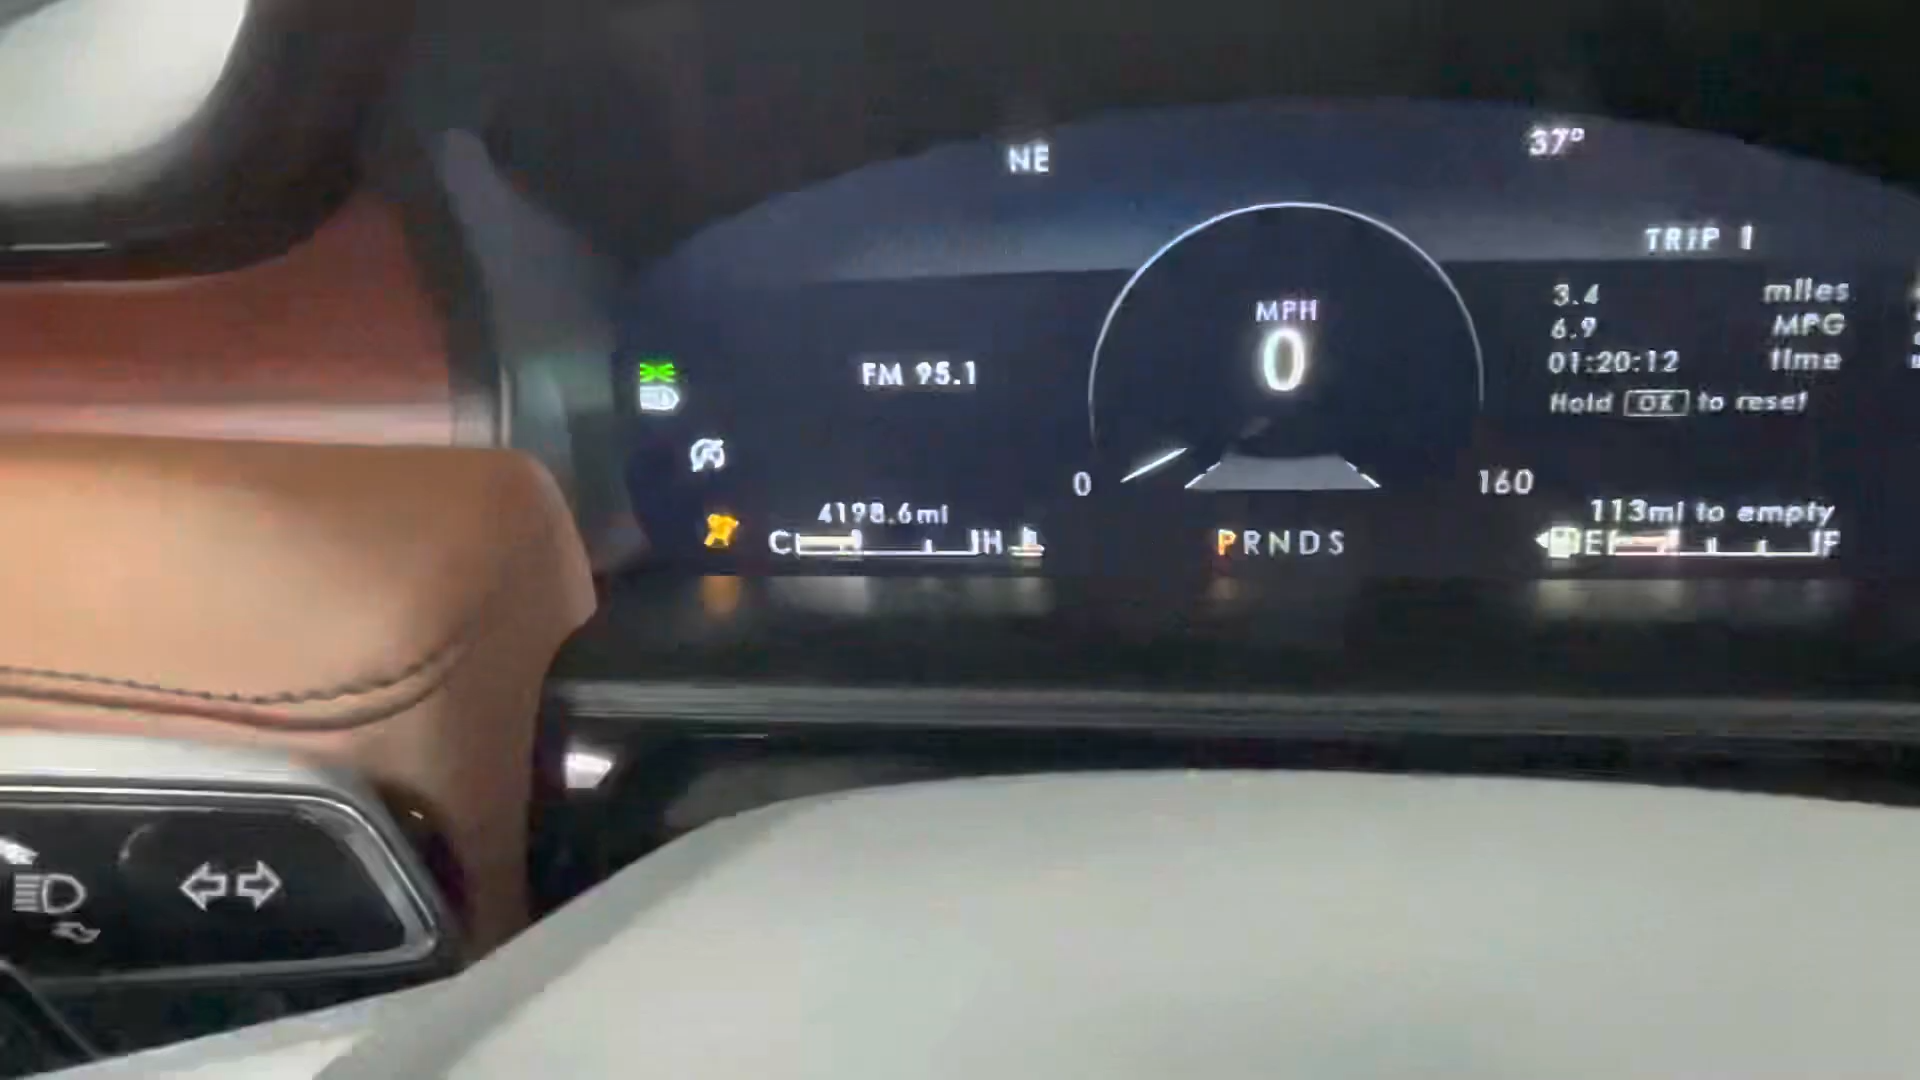 NE
37°
TRIP 1
3.4 miles
6.9 MPG
01:20:12 time
Hold OK to reset
MPH
0
FM 95.1
0
160
4198.6mi
113mi to empty
C H
PRNDS
E F